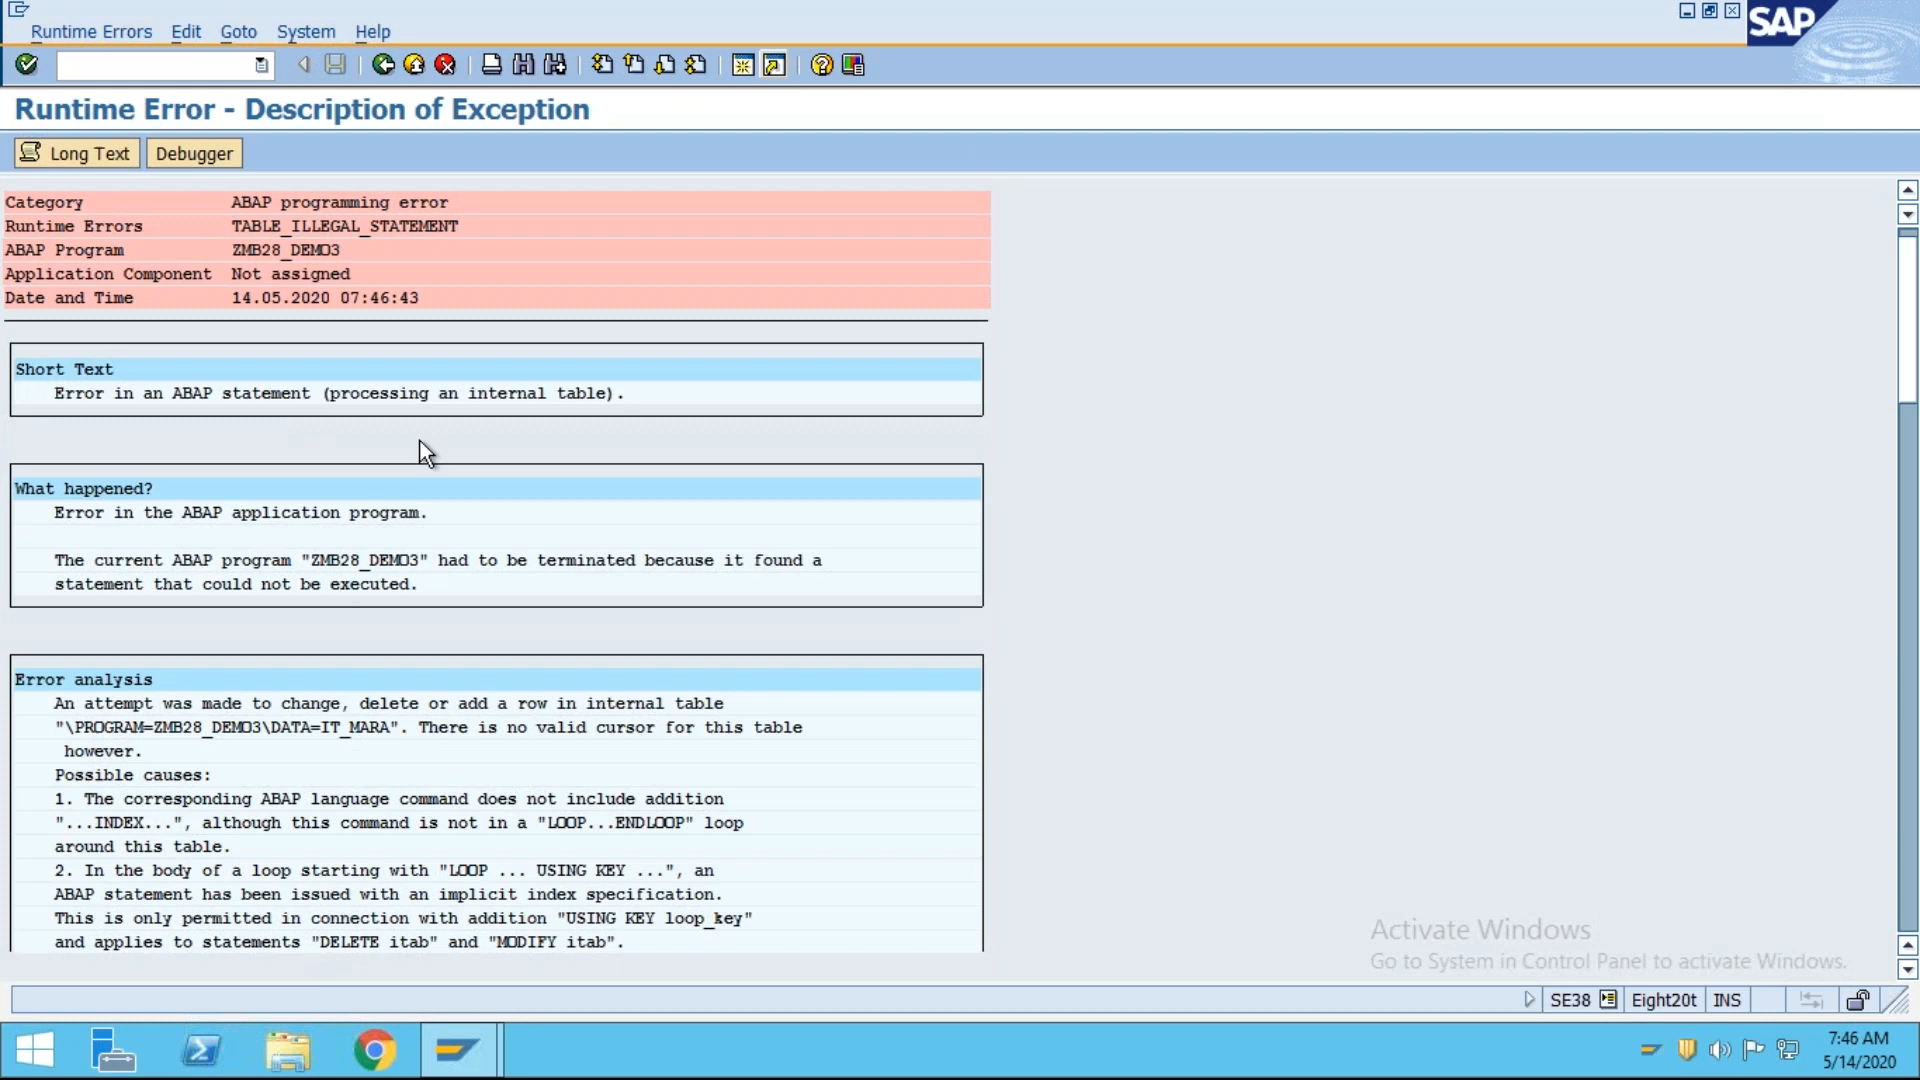 Runtime Errors Edit Goto System Help
SAP
Runtime Error - Description of Exception
Long Text Debugger
Category ABAP programming error
Runtime Errors TABLE_ILLEGAL_STATEMENT
ABAP Program ZMB28_DEMO3
Application Component Not assigned
Date and Time 14.05.2020 07:46:43
Short Text
Error in an ABAP statement (processing an internal table).
What happened?
Error in the ABAP application program.
The current ABAP program "ZMB28_DEMO3" had to be terminated because it found a
statement that could not be executed.
Error analysis
An attempt was made to change, delete or add a row in internal table
"\PROGRAM=ZMB28_DEMO3\DATA=IT_MARA". There is no valid cursor for this table
however.
Possible causes:
1. The corresponding ABAP language command does not include addition
"...INDEX...", although this command is not in a "LOOP...ENDLOOP" loop
around this table.
2. In the body of a loop starting with "LOOP ... USING KEY ...", an
ABAP statement has been issued with an implicit index specification.
This is only permitted in connection with addition "USING KEY loop_key"
and applies to statements "DELETE itab" and "MODIFY itab".
Activate Windows
Go to System in Control Panel to activate Windows.
SE38 Eight20t INS
7:46 AM
5/14/2020